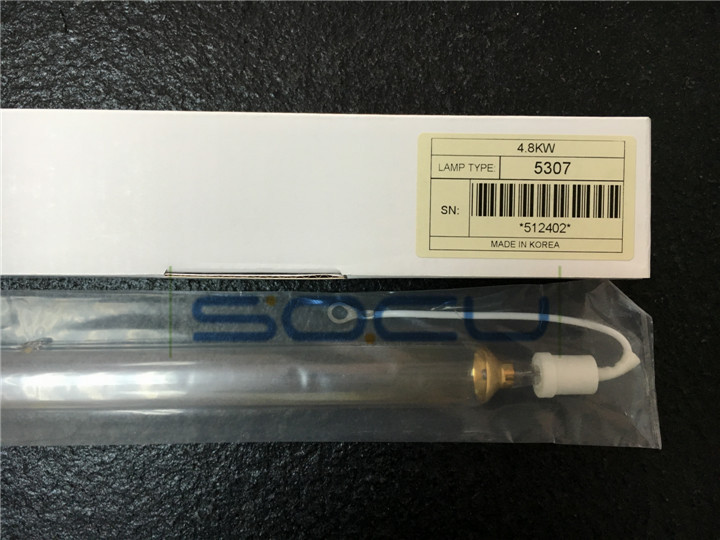 4.8KW
LAMP TYPE: 5307
SN:
*512402*
MADE IN KOREA
SOCU